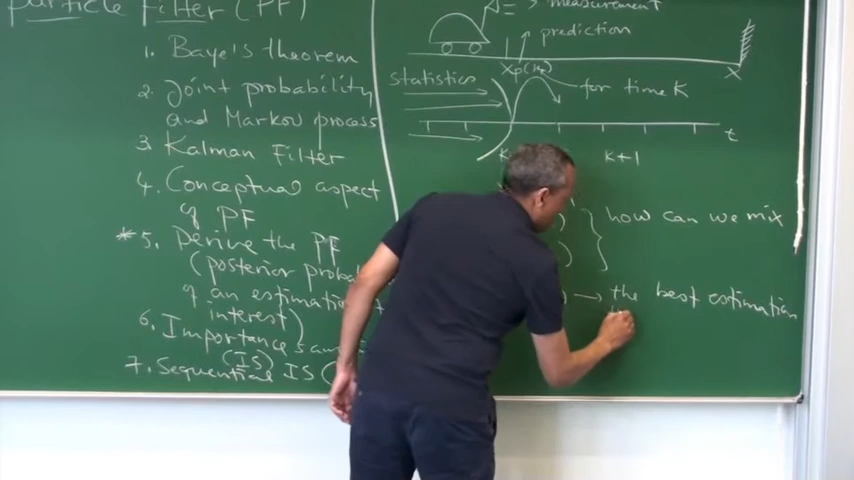 particle Filter (PF)
1. Baye's theorem
2. Joint probability
and Markov process
3. Kalman Filter
4. Conceptual aspect
of PF
*5. Derive the PF
(posterior
of an estimation
interest)
6. Importance
(IS)
7. Sequential IS (
measurement
prediction
Xp(k)
X
Statistics
for time K
t
k
k+1
how can we mix
→ the best estimation